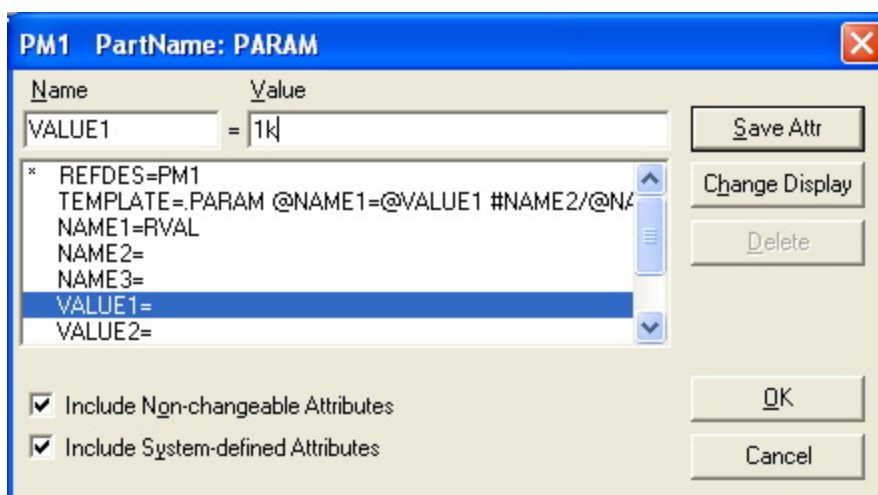 PM1 PartName: PARAM
Name Value
VALUE1 = 1k
Save Attr
* REFDES=PM1
TEMPLATE=.PARAM @NAME1=@VALUE1 #NAME2/@NA
NAME1=RVAL
NAME2=
NAME3=
VALUE1=
VALUE2=
Change Display
Delete
Include Non-changeable Attributes
Include System-defined Attributes
OK
Cancel